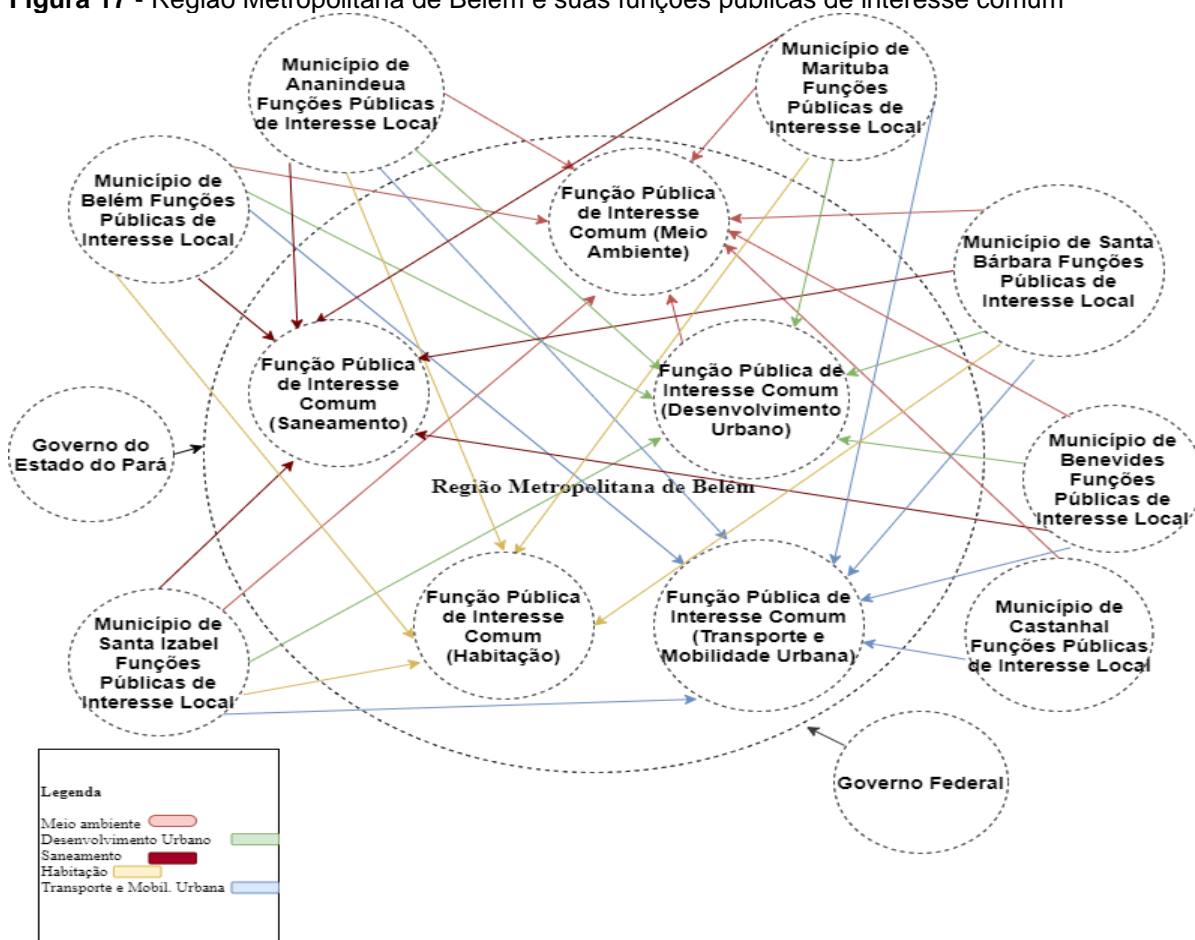 Figura 17 - Região Metropolitana de Belém e suas funções públicas de interesse comum
Município de
Ananindeua
Funções Públicas
de Interesse Local
Município de
Marituba
Funções
Públicas de
Interesse Local
Município de
Belém Funções
Públicas de
Interesse Local
Função Pública
de Interesse
Comum (Meio
Ambiente)
Município de Santa
Bárbara Funções
Públicas de
Interesse Local
Função Pública
de Interesse
Comum
(Saneamento)
Função Pública de
Interesse Comum
(Desenvolvimento
Urbano)
Governo do
Estado do Pará
Região Metropolitana de Belém
Município de
Benevides
Funções
Públicas de
Interesse Local
Município de
Santa Izabel
Funções
Públicas de
Interesse Local
Função Pública
de Interesse
Comum
(Habitação)
Função Pública de
Interesse Comum
(Transporte e
Mobilidade Urbana)
Município de
Castanhal
Funções Públicas
de Interesse Local
Governo Federal
Legenda
Meio ambiente
Desenvolvimento Urbano
Saneamento
Habitação
Transporte e Mobil. Urbana